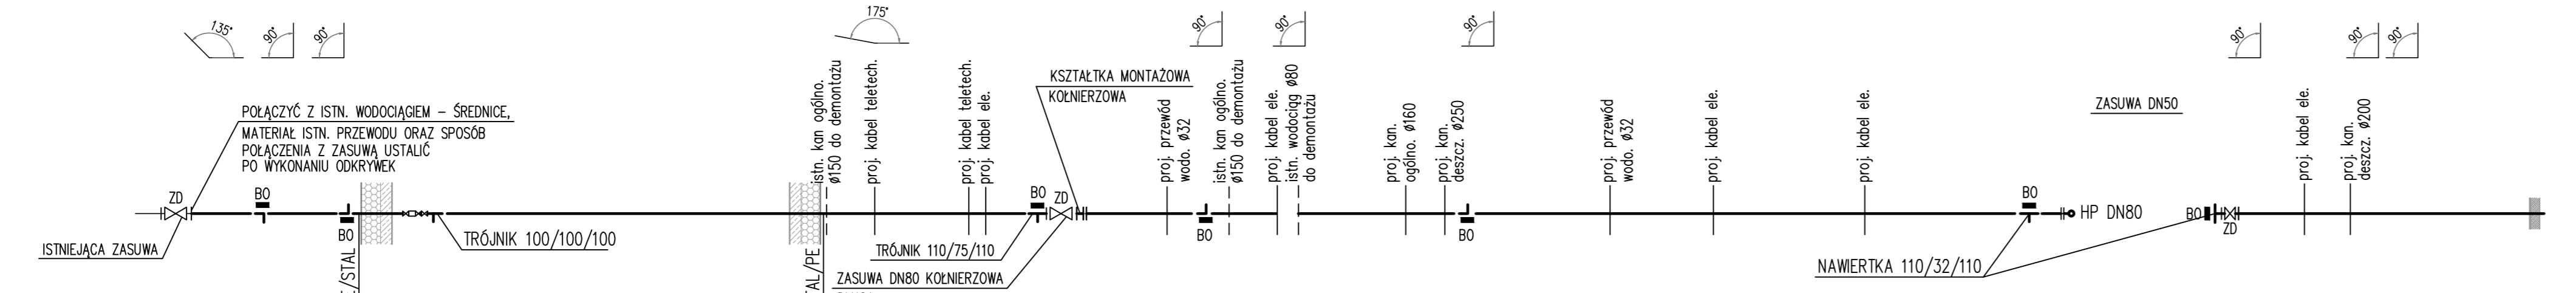 135°
90°
90°
175°
90°
90°
90°
90°
90°
90°
POŁĄCZYĆ Z ISTN. WODOCIĄGIEM – ŚREDNICE,
MATERIAŁ ISTN. PRZEWODU ORAZ SPOSÓB
POŁĄCZENIA Z ZASUWĄ USTALIĆ
PO WYKONANIU ODKRYWEK
istn. kan ogólno.
ø150 do demontażu
proj. kabel teletech.
proj. kabel teletech.
proj. kabel ele.
KSZTAŁTKA MONTAŻOWA
KOŁNIERZOWA
proj. przewód
wodo. ø32
istn. kan ogólno.
ø150 do demontażu
proj. kabel ele.
istn. wodociąg ø80
do demontażu
proj. kan.
ogólno. ø160
proj. kan.
deszcz. ø250
proj. przewód
wodo. ø32
proj. kabel ele.
proj. kabel ele.
ZASUWA DN50
proj. kabel ele.
proj. kan.
deszcz. ø200
ZD
BO
BO
BO
ZD
BO
BO
BO
HP DN80
BO
ZD
ISTNIEJĄCA ZASUWA
TRÓJNIK 100/100/100
TRÓJNIK 110/75/110
ZASUWA DN80 KOŁNIERZOWA
NAWIERTKA 110/32/110
/STAL
/PE